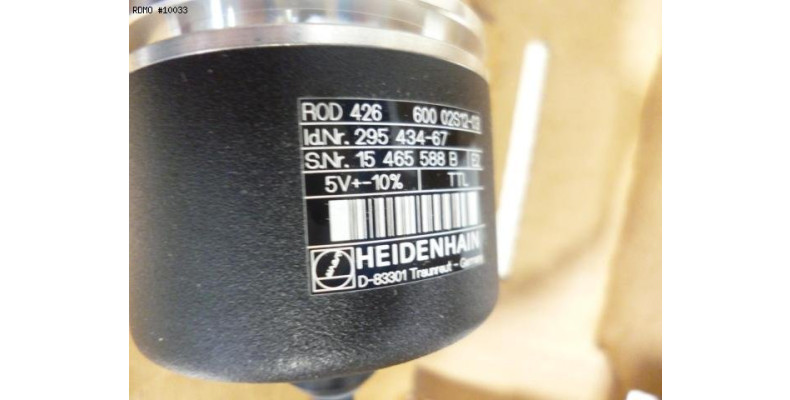 RDMO #10033
ROD 426 600 02S12-03
Id.Nr. 295 434-67
S.Nr. 15 465 588 B E2
5V+-10% TTL
HEIDENHAIN
D-83301 Traunreut - Germany